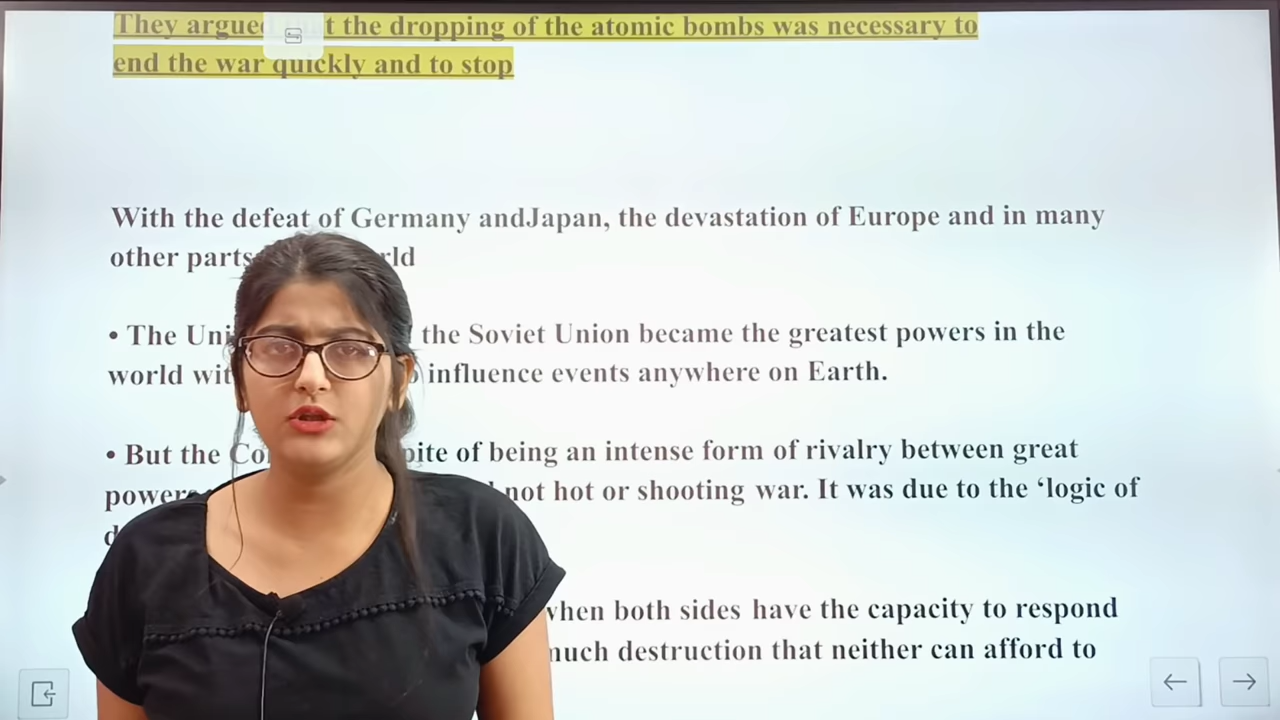 They argue t the dropping of the atomic bombs was necessary to
end the war quickly and to stop
With the defeat of Germany andJapan, the devastation of Europe and in many
other parts rld
• The Uni the Soviet Union became the greatest powers in the
world wit influence events anywhere on Earth.
• But the Co pite of being an intense form of rivalry between great
power not hot or shooting war. It was due to the ‘logic of
d
when both sides have the capacity to respond
much destruction that neither can afford to